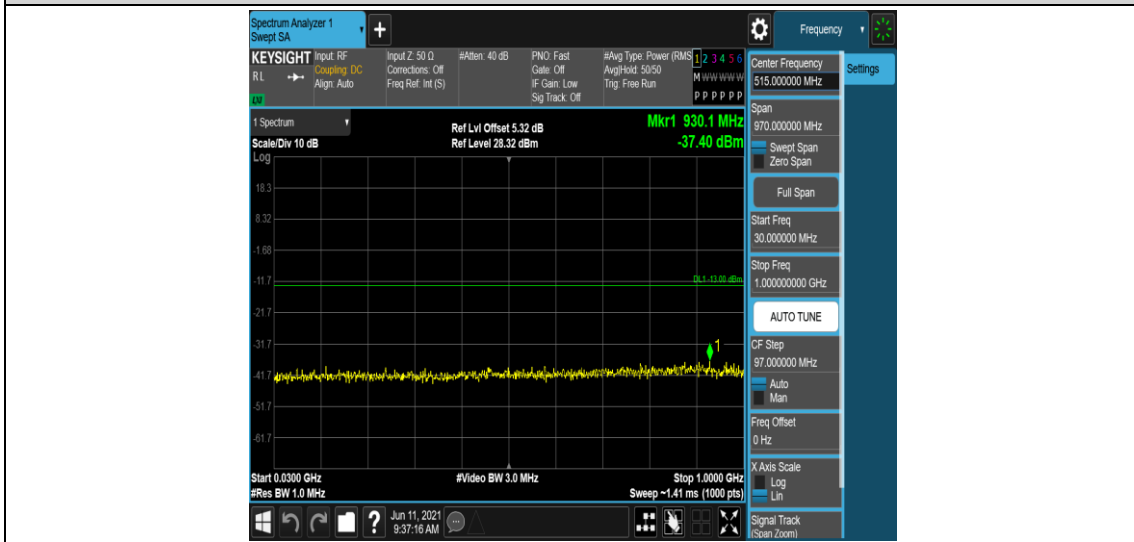 Spectrum Analyzer 1
Swept SA
+
Frequency
KEYSIGHT
Input: RF
Coupling: DC
Align: Auto
RL
LXI
Input Z: 50 Ω
Corrections: Off
Freq Ref: Int (S)
#Atten: 40 dB
PNO: Fast
Gate: Off
IF Gain: Low
Sig Track: Off
#Avg Type: Power (RMS
Avg|Hold: 50/50
Trig: Free Run
1 2 3 4 5 6
M W W W W W
P P P P P P
Center Frequency
515.000000 MHz
Settings
Span
970.000000 MHz
Swept Span
Zero Span
Full Span
Start Freq
30.000000 MHz
Stop Freq
1.000000000 GHz
AUTO TUNE
CF Step
97.000000 MHz
Auto
Man
Freq Offset
0 Hz
X Axis Scale
Log
Lin
Signal Track
(Span Zoom)
1 Spectrum
Scale/Div 10 dB
Log
Ref Lvl Offset 5.32 dB
Ref Level 28.32 dBm
Mkr1 930.1 MHz
-37.40 dBm
18.3
8.32
-1.68
-11.7
DL1 -13.00 dBm
-21.7
-31.7
1
-41.7
-51.7
-61.7
Start 0.0300 GHz
#Res BW 1.0 MHz
#Video BW 3.0 MHz
Stop 1.0000 GHz
Sweep ~1.41 ms (1000 pts)
?
Jun 11, 2021
9:37:16 AM